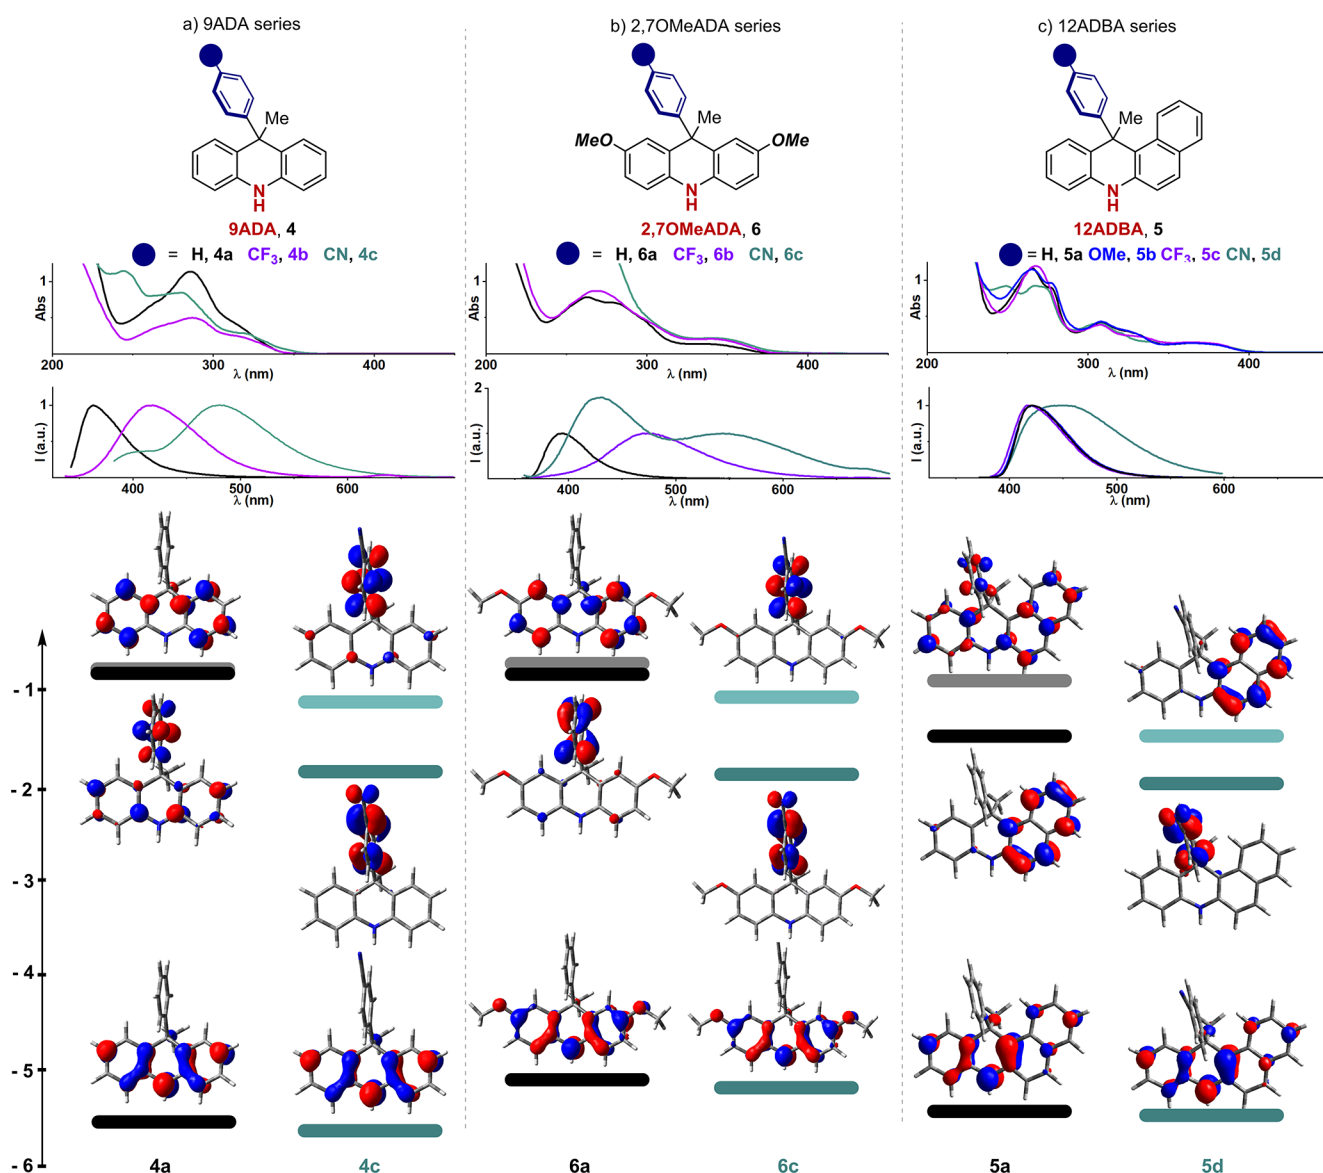 a) 9ADA series
b) 2,7OMeADA series
c) 12ADBA series
Me
N
H
MeO
Me
OMe
N
H
Me
N
H
9ADA, 4
2,7OMeADA, 6
12ADBA, 5
= H, 4a CF3, 4b CN, 4c
= H, 6a CF3, 6b CN, 6c
= H, 5a OMe, 5b CF3, 5c CN, 5d
Abs
1
200 300 400
λ (nm)
Abs
1
200 300 400
λ (nm)
Abs
1
200 300 400
λ (nm)
I (a.u.)
1
400 500 600
λ (nm)
I (a.u.)
2
1
0
400 500 600
λ (nm)
I (a.u.)
1
400 500 600
λ (nm)
- 1
- 2
- 3
- 4
- 5
- 6
4a 4c 6a 6c 5a 5d